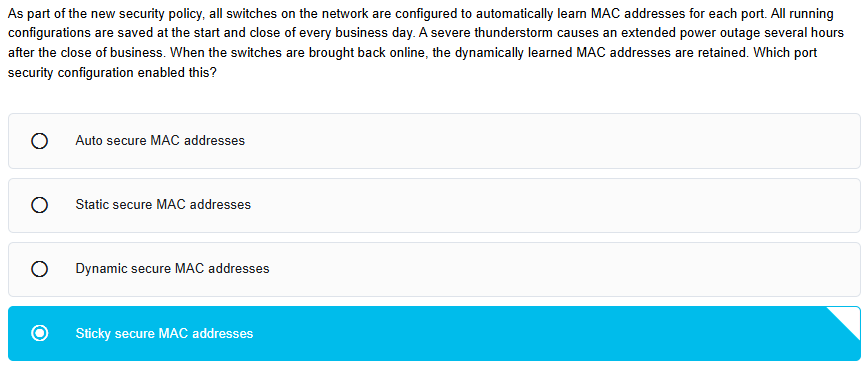 As part of the new security policy, all switches on the network are configured to automatically learn MAC addresses for each port. All running
configurations are saved at the start and close of every business day. A severe thunderstorm causes an extended power outage several hours
after the close of business. When the switches are brought back online, the dynamically learned MAC addresses are retained. Which port
security configuration enabled this?
Auto secure MAC addresses
Static secure MAC addresses
Dynamic secure MAC addresses
Sticky secure MAC addresses